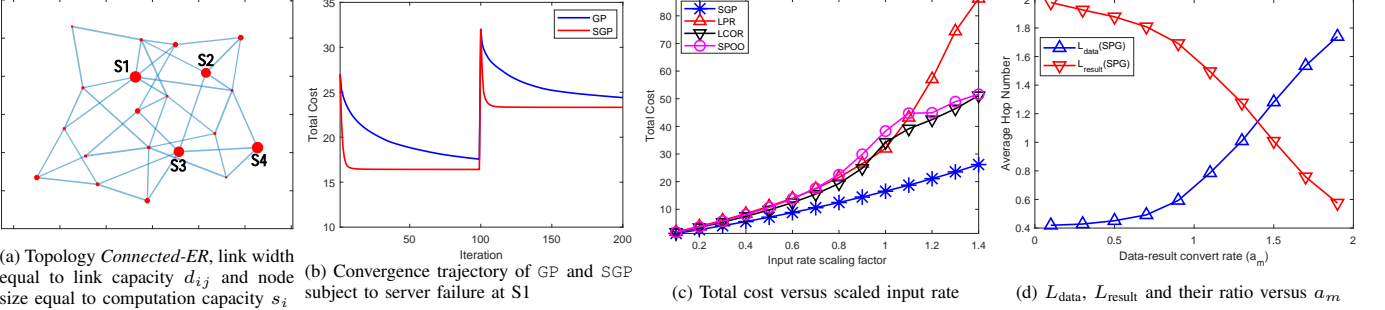 S1
S2
S3
S4
(a) Topology Connected-ER, link width
equal to link capacity d_ij and node
size equal to computation capacity s_i
35
30
25
20
15
10
Total Cost
GP
SGP
50
100
150
200
Iteration
(b) Convergence trajectory of GP and SGP
subject to server failure at S1
80
70
60
50
40
30
20
10
Total Cost
SGP
LPR
LCOR
SPOO
0.2
0.4
0.6
0.8
1.0
1.2
1.4
Input rate scaling factor
(c) Total cost versus scaled input rate
2
1.8
1.6
1.4
1.2
1
0.8
0.6
0.4
Average Hop Number
L_data(SPG)
L_result(SPG)
0
0.5
1
1.5
2
Data-result convert rate (a_m)
(d) L_data, L_result and their ratio versus a_m